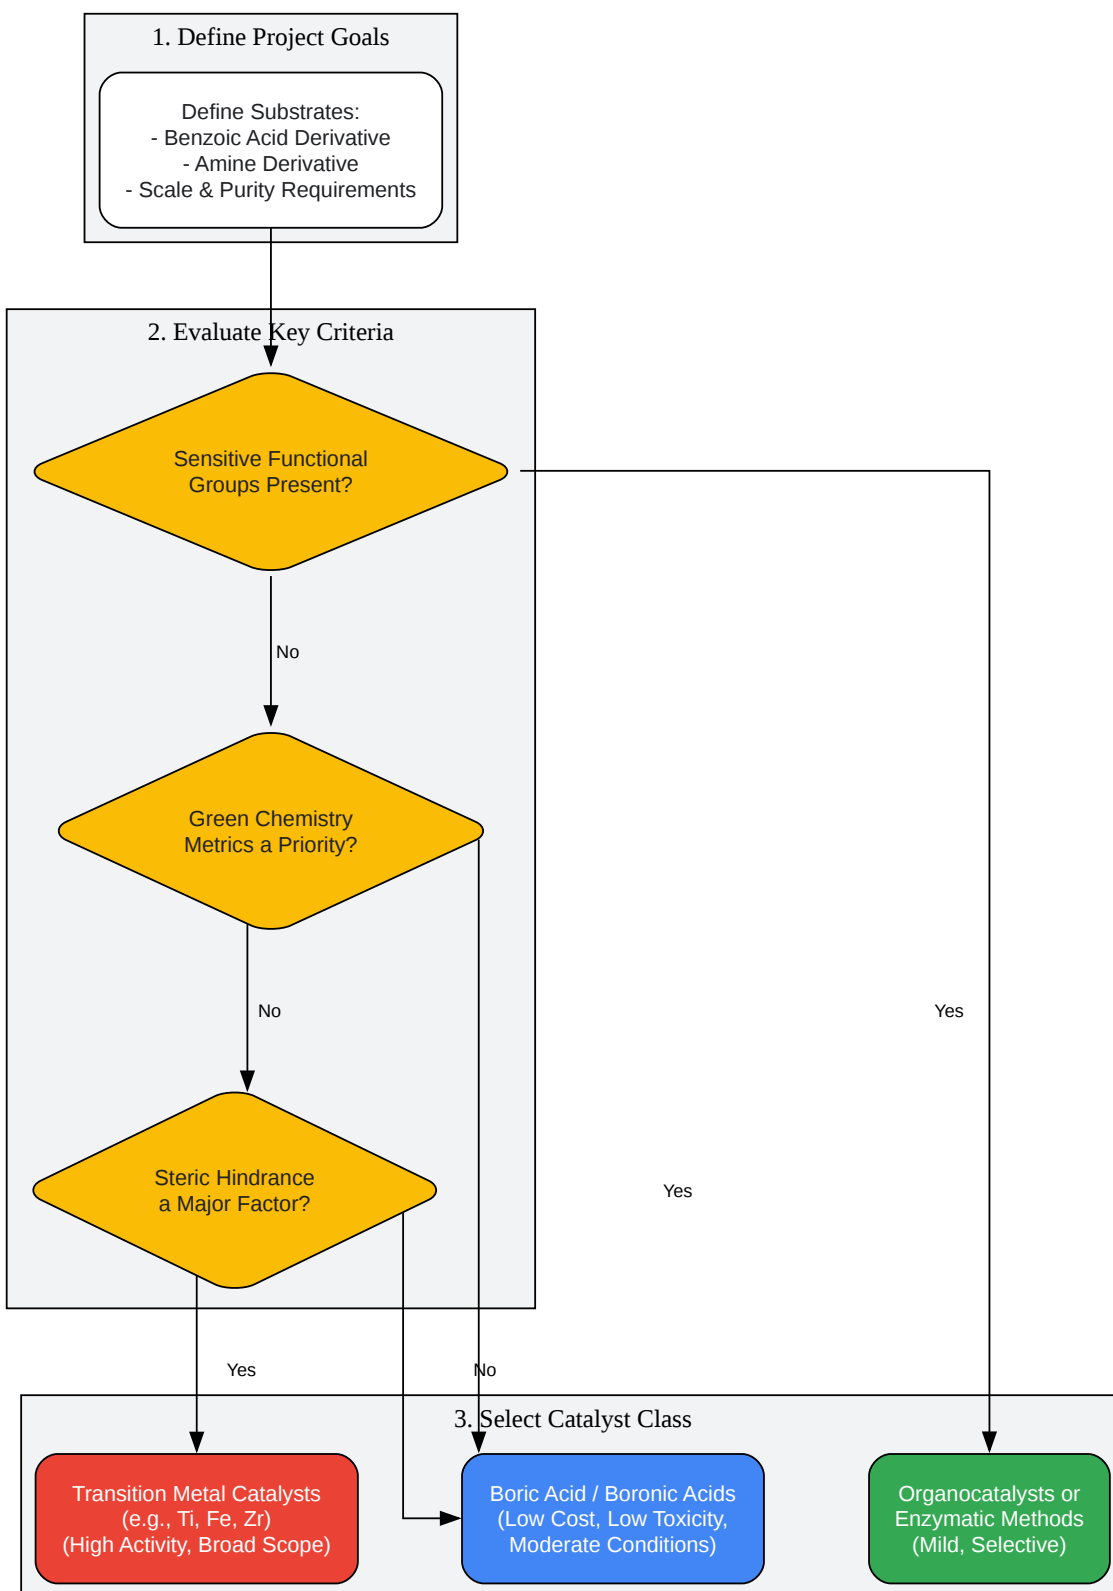 1. Define Project Goals
Define Substrates:
- Benzoic Acid Derivative
- Amine Derivative
- Scale & Purity Requirements
2. Evaluate Key Criteria
Sensitive Functional
Groups Present?
No
Green Chemistry
Metrics a Priority?
No
Yes
Steric Hindrance
a Major Factor?
Yes
Yes
No
3. Select Catalyst Class
Transition Metal Catalysts
(e.g., Ti, Fe, Zr)
(High Activity, Broad Scope)
Boric Acid / Boronic Acids
(Low Cost, Low Toxicity,
Moderate Conditions)
Organocatalysts or
Enzymatic Methods
(Mild, Selective)